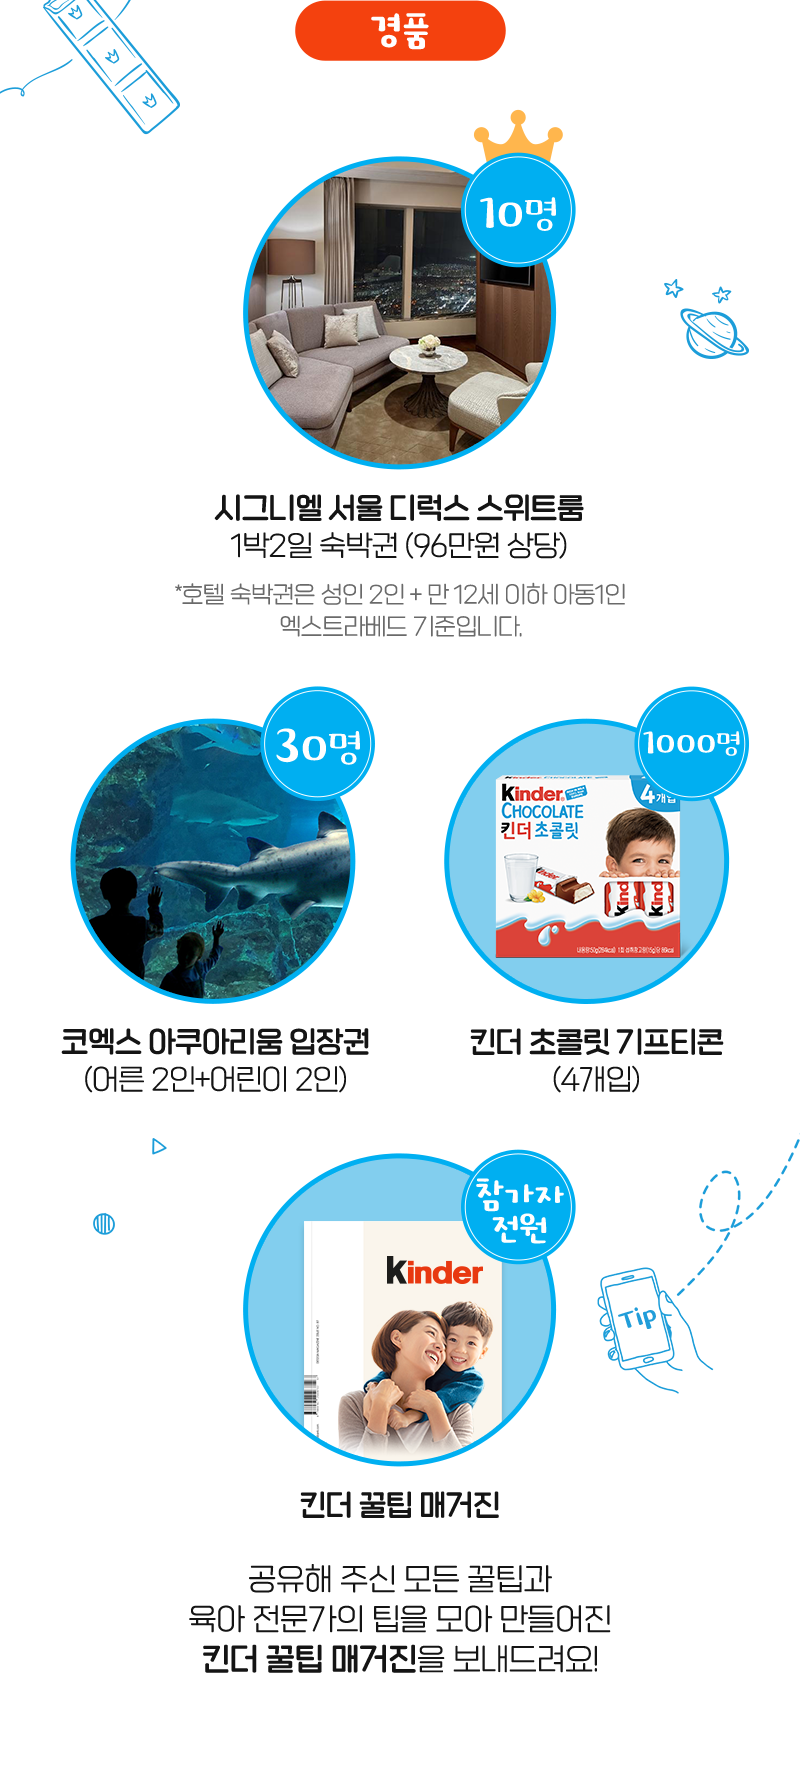 경품
10명
시그니엘 서울 디럭스 스위트룸
1박2일 숙박권 (96만원 상당)
*호텔 숙박권은 성인 2인 + 만 12세 이하 아동1인
엑스트라베드 기준입니다.
30명
1000명
Kinder
CHOCOLATE
킨더 초콜릿
4개입
Kinder
Kinder
Kinder
코엑스 아쿠아리움 입장권
(어른 2인+어린이 2인)
킨더 초콜릿 기프티콘
(4개입)
참가자
전원
Kinder
Tip
킨더 꿀팁 매거진
공유해 주신 모든 꿀팁과
육아 전문가의 팁을 모아 만들어진
킨더 꿀팁 매거진을 보내드려요!